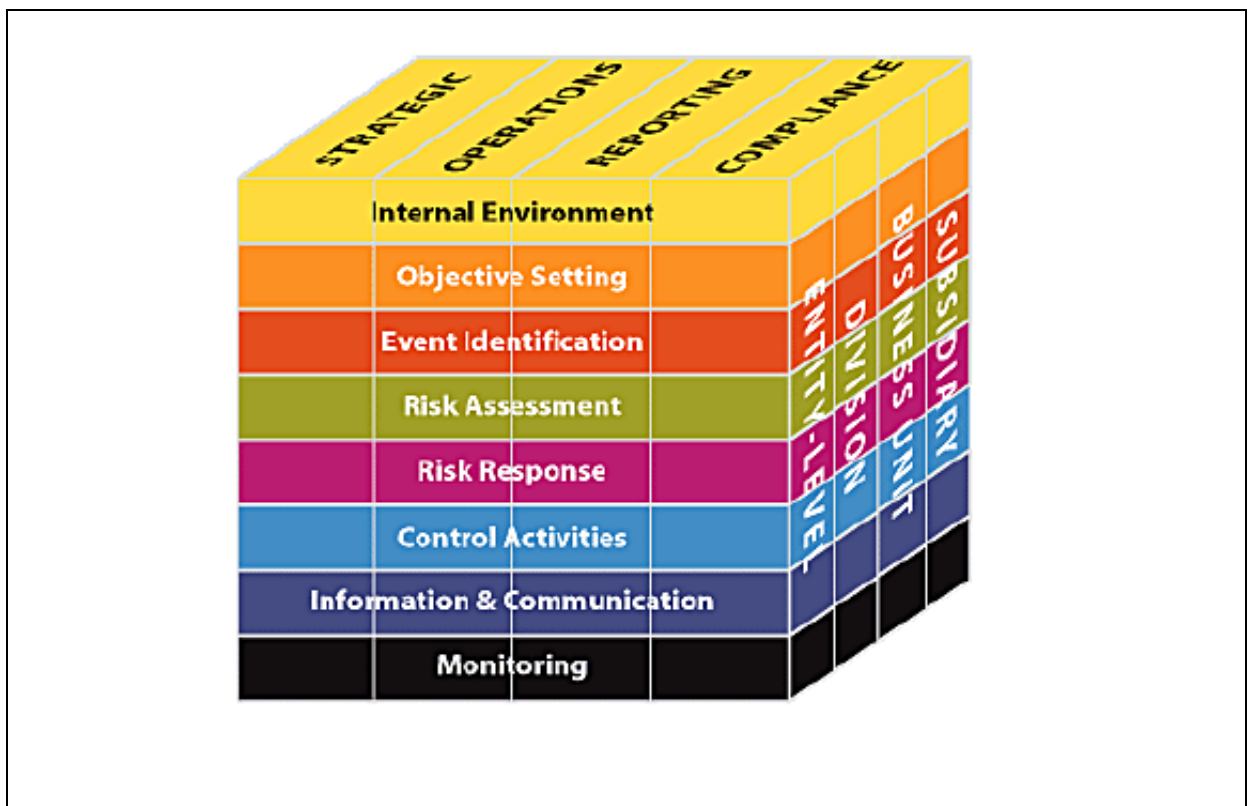 STRATEGIC
OPERATIONS
REPORTING
COMPLIANCE
Internal Environment
Objective Setting
Event Identification
Risk Assessment
Risk Response
Control Activities
Information & Communication
Monitoring
ENTITY-LEVEL
DIVISION
BUSINESS UNIT
SUBSIDIARY